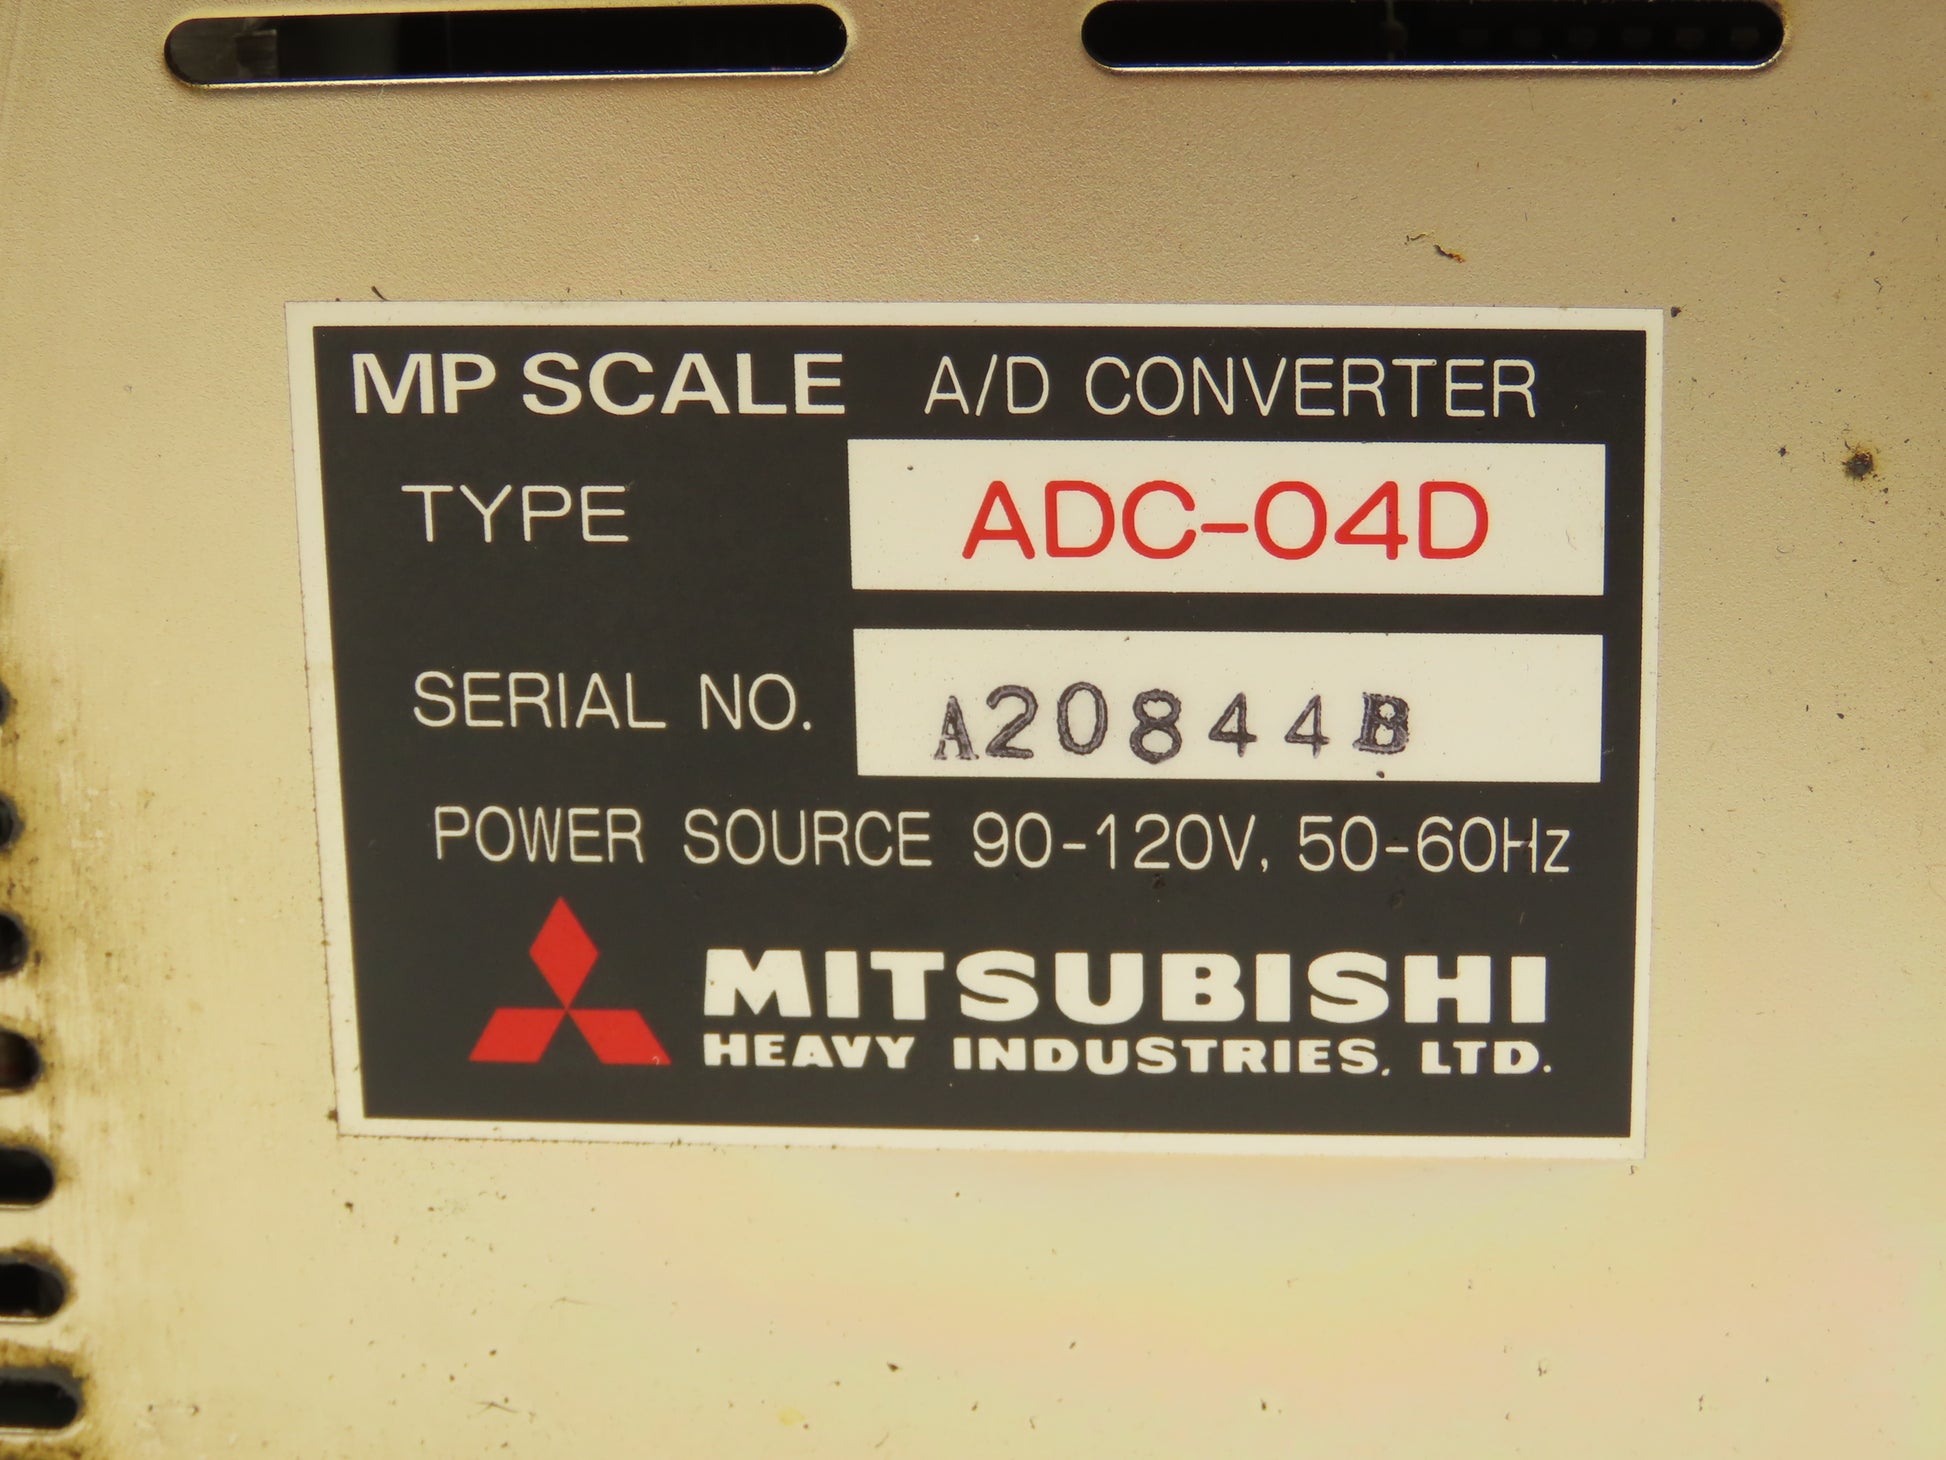 MP SCALE A/D CONVERTER
TYPE ADC-04D
SERIAL NO. A20844B
POWER SOURCE 90-120V, 50-60Hz
MITSUBISHI
HEAVY INDUSTRIES, LTD.